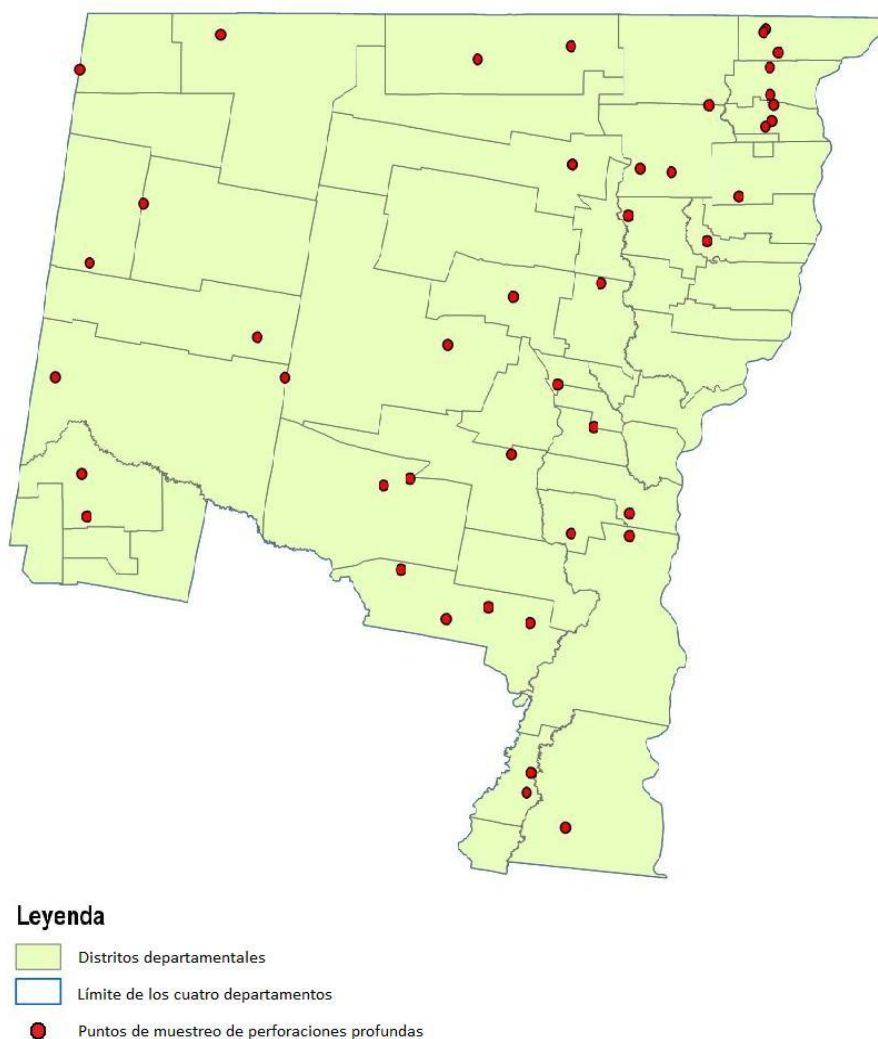 Leyenda
Distritos departamentales
Límite de los cuatro departamentos
Puntos de muestreo de perforaciones profundas